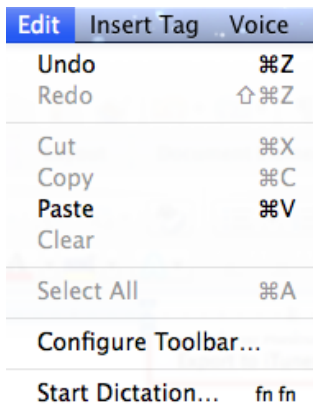 Edit Insert Tag Voice
Undo ⌘Z
Redo ⇧⌘Z
Cut ⌘X
Copy ⌘C
Paste ⌘V
Clear
Select All ⌘A
Configure Toolbar...
Start Dictation... fn fn